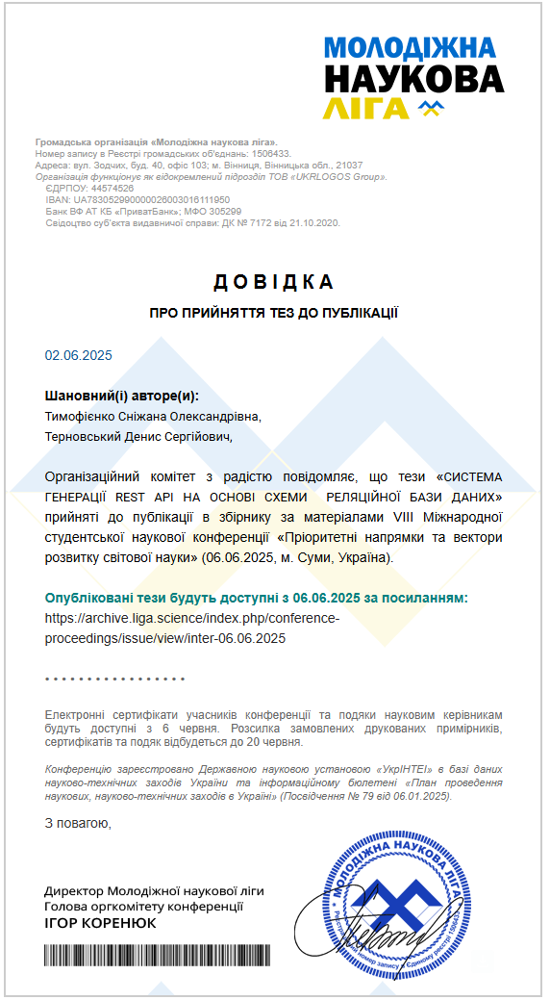 МОЛОДІЖНА
НАУКОВА
ЛІГА
Громадська організація «Молодіжна наукова ліга».
Номер запису в Реєстрі громадських об'єднань: 1506433.
Адреса: вул. Зодчих, буд. 40, офіс 103; м. Вінниця, Вінницька обл., 21037
Організація функціонує як відокремлений підрозділ ТОВ «UKRLOGOS Group».
ЄДРПОУ: 44574526
IBAN: UA783052990000026003016111950
Банк ВФ АТ КБ «ПриватБанк»; МФО 305299
Свідоцтво суб'єкта видавничої справи: ДК № 7172 від 21.10.2020.
ДОВІДКА
ПРО ПРИЙНЯТТЯ ТЕЗ ДО ПУБЛІКАЦІЇ
02.06.2025
Шановний(і) авторе(и):
Тимофієнко Сніжана Олександрівна,
Терновський Денис Сергійович,
Організаційний комітет з радістю повідомляє, що тези «СИСТЕМА
ГЕНЕРАЦІЇ REST API НА ОСНОВІ СХЕМИ РЕЛЯЦІЙНОЇ БАЗИ ДАНИХ»
прийняті до публікації в збірнику за матеріалами VIII Міжнародної
студентської наукової конференції «Пріоритетні напрямки та вектори
розвитку світової науки» (06.06.2025, м. Суми, Україна).
Опубліковані тези будуть доступні з 06.06.2025 за посиланням:
https://archive.liga.science/index.php/conference-
proceedings/issue/view/inter-06.06.2025
• • • • • • • • • • • • • • • • •
Електронні сертифікати учасників конференції та подяки науковим керівникам
будуть доступні з 6 червня. Розсилка замовлених друкованих примірників,
сертифікатів та подяк відбудеться до 20 червня.
Конференцію зареєстровано Державною науковою установою «УкрІНТЕІ» в базі даних
науково-технічних заходів України та інформаційному бюлетені «План проведення
наукових, науково-технічних заходів в Україні» (Посвідчення № 79 від 06.01.2025).
З повагою,
Директор Молодіжної наукової ліги
Голова оргкомітету конференції
ІГОР КОРЕНЮК
МОЛОДІЖНА НАУКОВА ЛІГА
Реєстраційний номер запису в Єдиному реєстрі 1506433